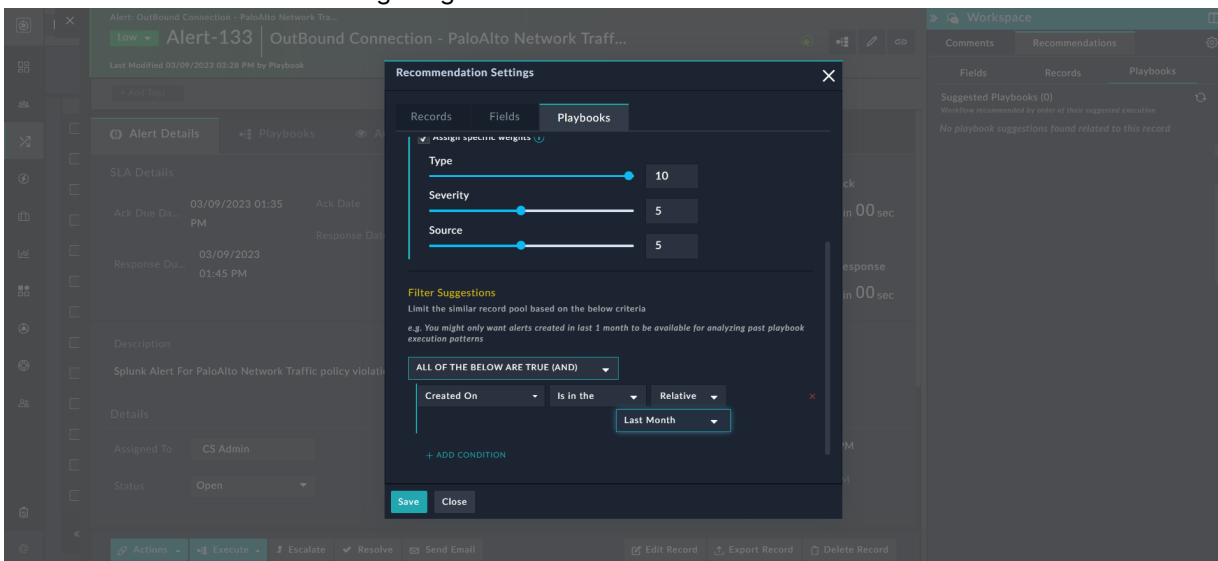 Alert: OutBound Connection - PaloAlto Network Tra...
Low Alert-133 OutBound Connection - PaloAlto Network Traff...
Last Modified 03/09/2023 03:28 PM by Playbook
+ Add Tags
Alert Details Playbooks
SLA Details
Ack Due Da... 03/09/2023 01:35 PM Ack Date
Response Date
Response Du... 03/09/2023 01:45 PM
in 00 sec
in 00 sec
Description
Splunk Alert For PaloAlto Network Traffic policy violati
Details
Assigned To CS Admin
Status Open
Actions Execute Escalate Resolve Send Email Edit Record Export Record Delete Record
Recommendation Settings
Records Fields Playbooks
Assign specific weights
Type
10
Severity
5
Source
5
Filter Suggestions
Limit the similar record pool based on the below criteria
e.g. You might only want alerts created in last 1 month to be available for analyzing past playbook
execution patterns
ALL OF THE BELOW ARE TRUE (AND)
Created On Is in the Relative
Last Month
+ ADD CONDITION
Save Close
Workspace
Comments Recommendations
Fields Records Playbooks
Suggested Playbooks (0)
Workflow recommended by order of their suggested execution
No playbook suggestions found related to this record